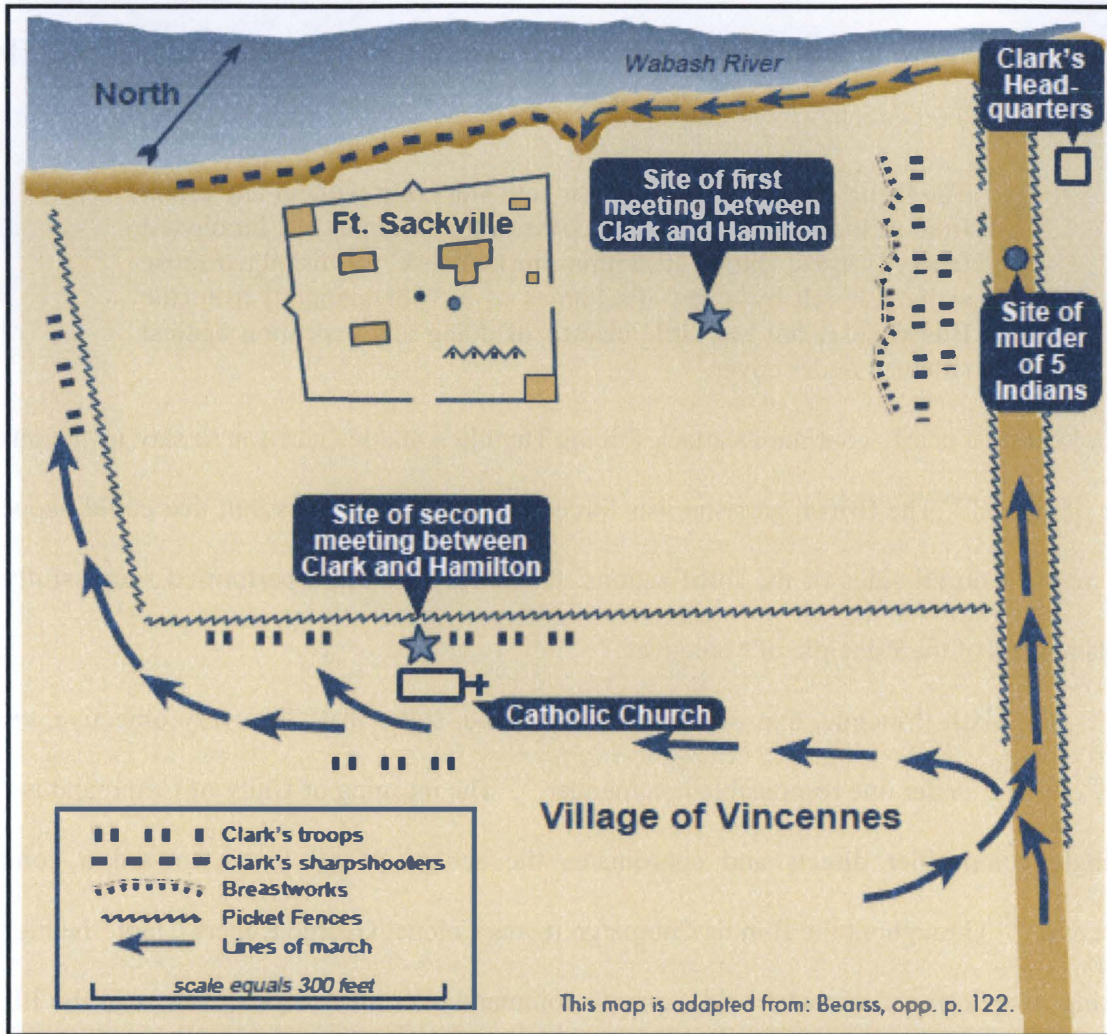 North
Wabash River
Clark's
Head-
quarters
Site of first
meeting between
Clark and Hamilton
Ft. Sackville
Site of
murder
of 5
Indians
Site of second
meeting between
Clark and Hamilton
Catholic Church
Village of Vincennes
Clark's troops
Clark's sharpshooters
Breastworks
Picket Fences
Lines of march
scale equals 300 feet
This map is adapted from: Bearss, opp. p. 122.